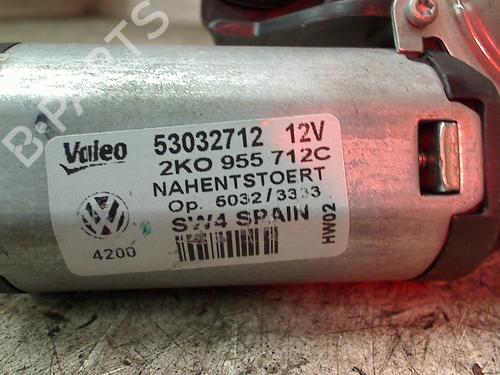 B-PARTS
Valeo 53032712 12V
2K0 955 712C
NAHENTSTOERT
Op. 5032/3333
SW4 SPAIN
4200
HW02